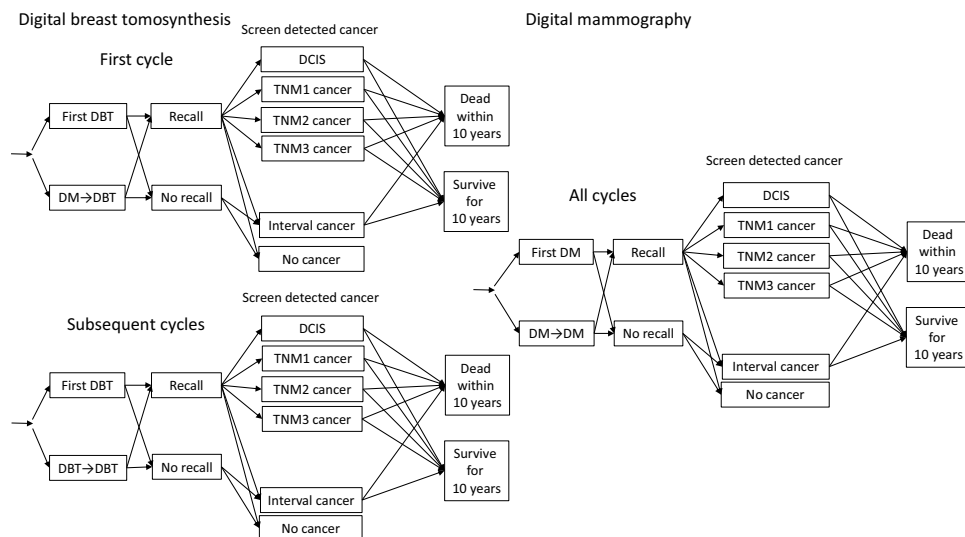 Digital breast tomosynthesis
Digital mammography
First cycle
Screen detected cancer
DCIS
TNM1 cancer
TNM2 cancer
TNM3 cancer
First DBT
Recall
DM→DBT
No recall
Interval cancer
No cancer
Dead
within
10 years
Survive
for
10 years
Subsequent cycles
Screen detected cancer
DCIS
TNM1 cancer
TNM2 cancer
TNM3 cancer
First DBT
Recall
DBT→DBT
No recall
Interval cancer
No cancer
Dead
within
10 years
Survive
for
10 years
All cycles
Screen detected cancer
DCIS
TNM1 cancer
TNM2 cancer
TNM3 cancer
First DM
Recall
DM→DM
No recall
Interval cancer
No cancer
Dead
within
10 years
Survive
for
10 years